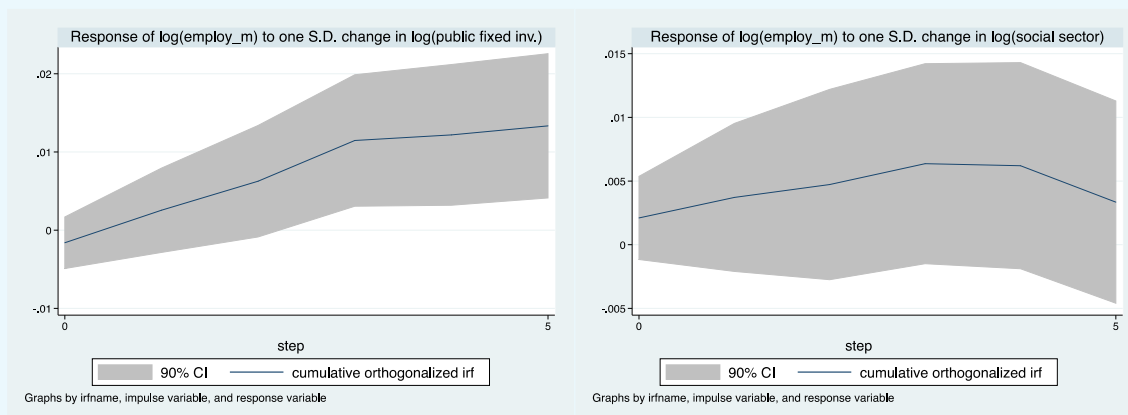 Response of log(employ_m) to one S.D. change in log(public fixed inv.)
.02
.01
0
-.01
0
5
step
90% CI
cumulative orthogonalized irf
Graphs by irfname, impulse variable, and response variable
Response of log(employ_m) to one S.D. change in log(social sector)
.015
.01
.005
0
-.005
0
5
step
90% CI
cumulative orthogonalized irf
Graphs by irfname, impulse variable, and response variable